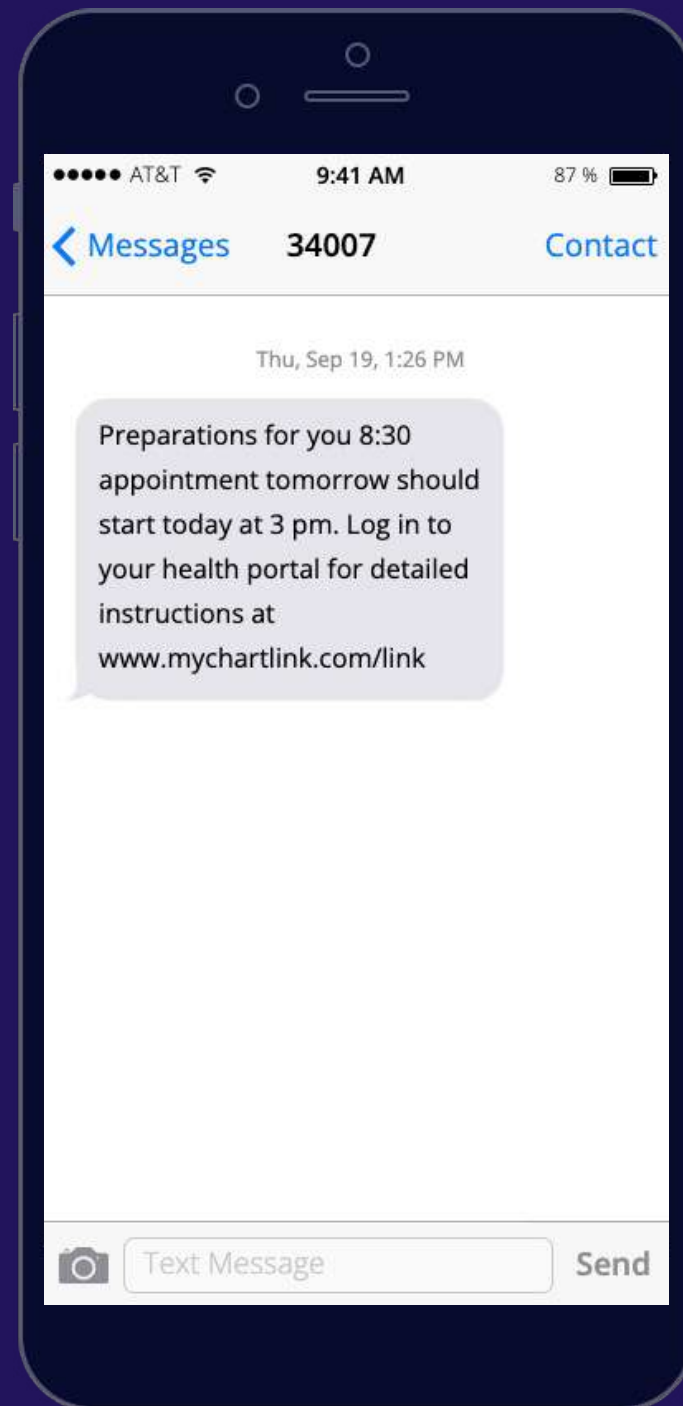 AT&T 9:41 AM 87 %
Messages 34007 Contact
Thu, Sep 19, 1:26 PM
Preparations for you 8:30
appointment tomorrow should
start today at 3 pm. Log in to
your health portal for detailed
instructions at
www.mychartlink.com/link
Text Message Send